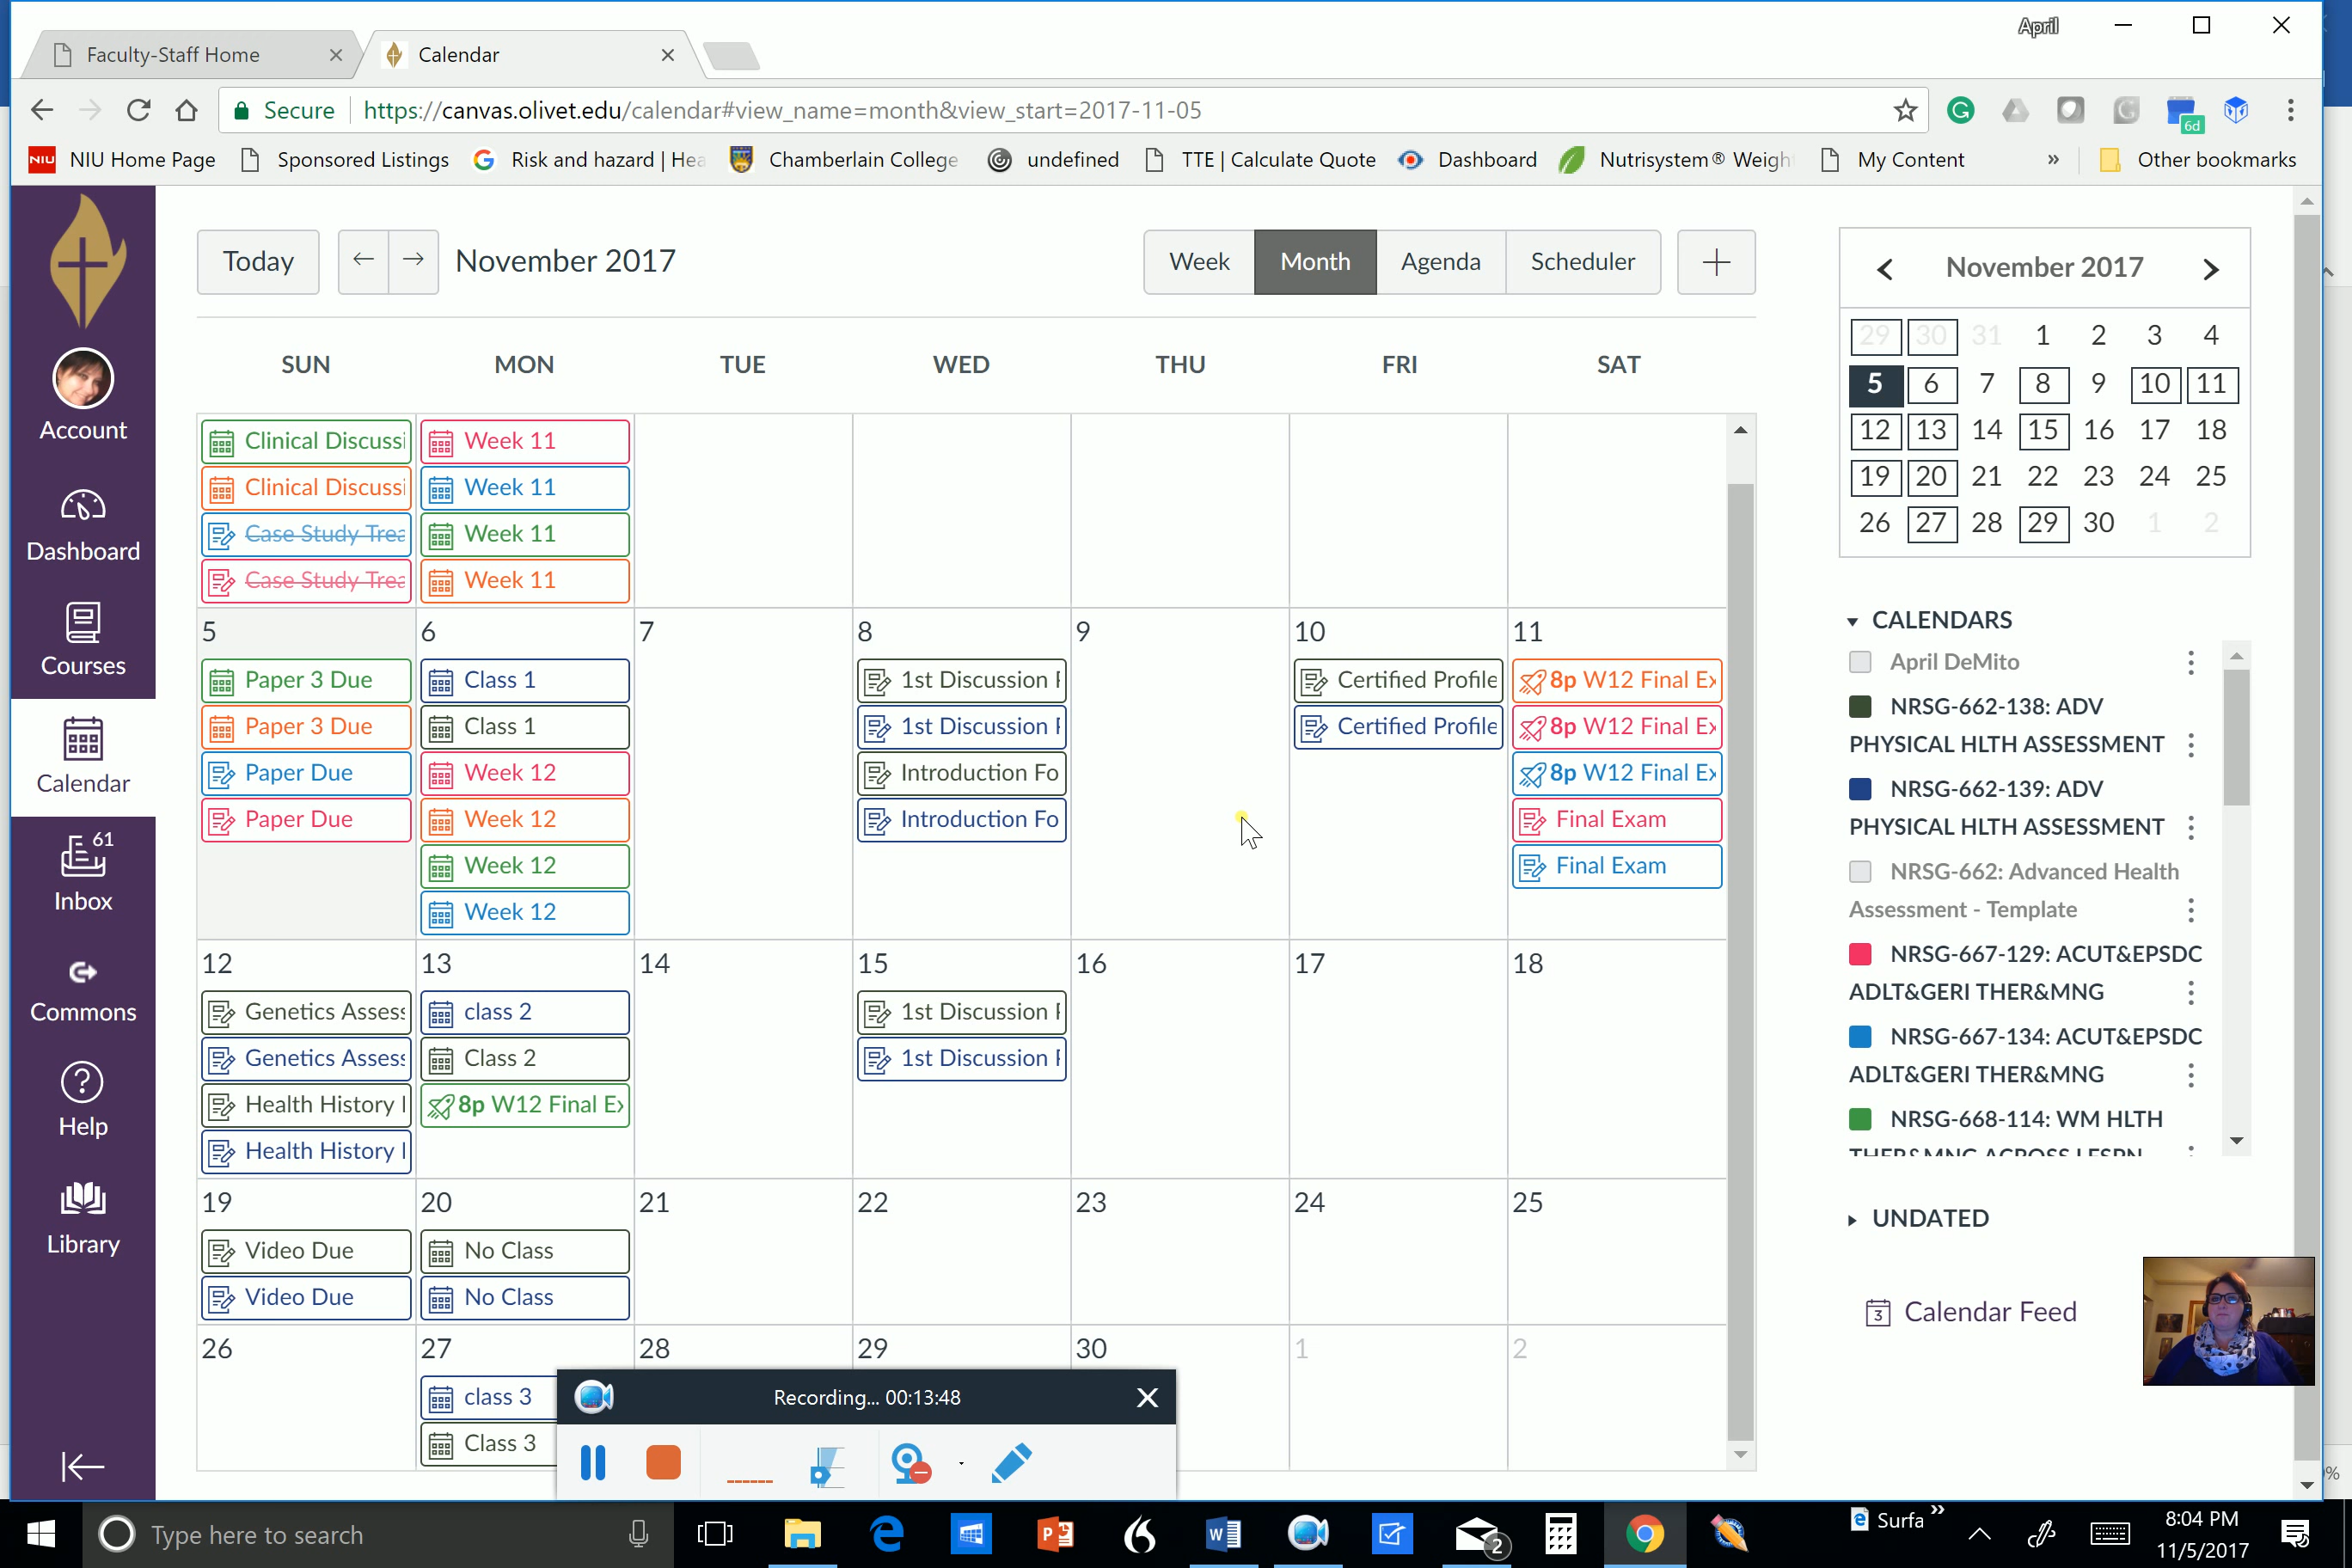 April
Faculty-Staff Home
Calendar
Secure
https://canvas.olivet.edu/calendar#view_name=month&view_start=2017-11-05
6d
NIU NIU Home Page
Sponsored Listings
Risk and hazard | Hea
Chamberlain College
undefined
TTE | Calculate Quote
Dashboard
Nutrisystem® Weigh
My Content
»
Other bookmarks
Account
Dashboard
Courses
Calendar
61
Inbox
Commons
Help
Library
Today
November 2017
Week
Month
Agenda
Scheduler
SUN MON TUE WED THU FRI SAT
Clinical Discussi
Clinical Discussi
Case Study Trea
Case Study Trea
Week 11
Week 11
Week 11
Week 11
5
Paper 3 Due
Paper 3 Due
Paper Due
Paper Due
6
Class 1
Class 1
Week 12
Week 12
Week 12
Week 12
7
8
1st Discussion
1st Discussion
Introduction Fo
Introduction Fo
9
10
Certified Profile
Certified Profile
11
8p W12 Final Ex
8p W12 Final Ex
8p W12 Final Ex
Final Exam
Final Exam
12
Genetics Assess
Genetics Assess
Health History
Health History
13
class 2
Class 2
8p W12 Final Ex
14
15
1st Discussion
1st Discussion
16
17
18
19
Video Due
Video Due
20
No Class
No Class
21
22
23
24
25
26
27
class 3
Class 3
28
29
30
1
2
November 2017
29 30 31 1 2 3 4
5 6 7 8 9 10 11
12 13 14 15 16 17 18
19 20 21 22 23 24 25
26 27 28 29 30 1 2
CALENDARS
April DeMito
NRSG-662-138: ADV
PHYSICAL HLTH ASSESSMENT
NRSG-662-139: ADV
PHYSICAL HLTH ASSESSMENT
NRSG-662: Advanced Health
Assessment - Template
NRSG-667-129: ACUT&EPSDC
ADLT&GERI THER&MNG
NRSG-667-134: ACUT&EPSDC
ADLT&GERI THER&MNG
NRSG-668-114: WM HLTH
THER&MNG ACROSS LFSPN
UNDATED
3 Calendar Feed
Recording... 00:13:48
Type here to search
2
Surfa
»
8:04 PM
11/5/2017